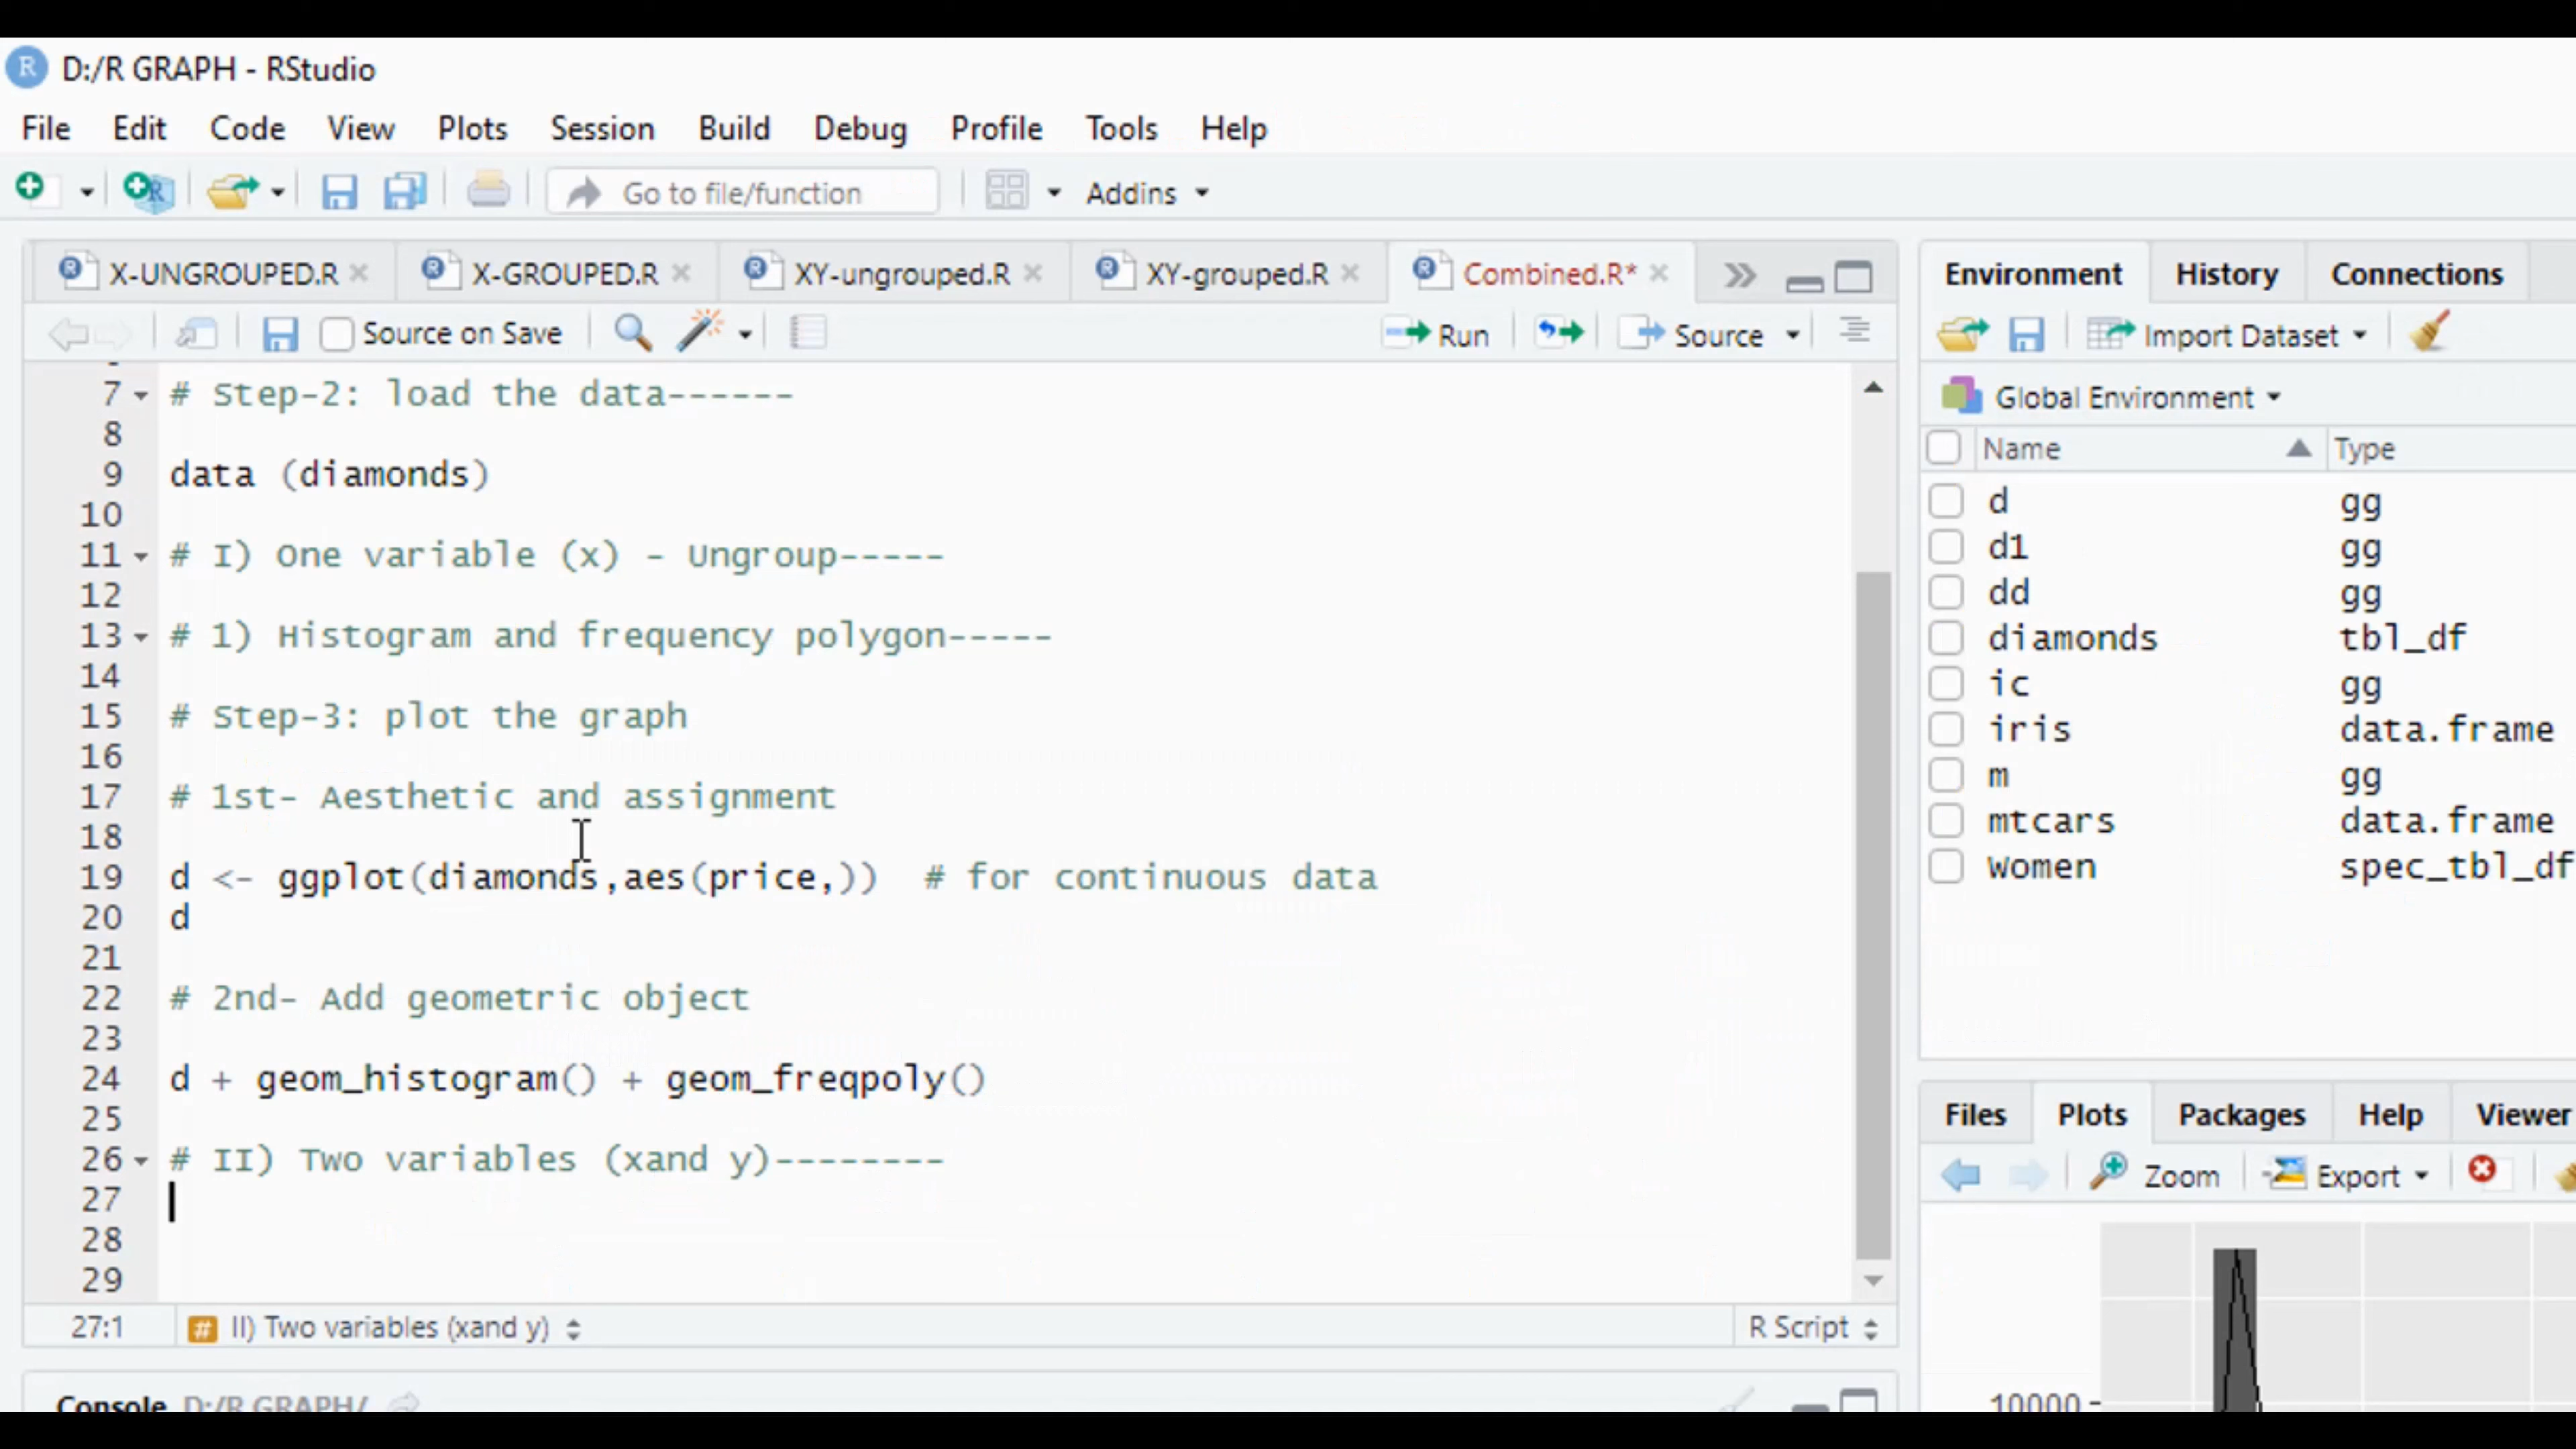 D:/R GRAPH - RStudio
File Edit Code View Plots Session Build Debug Profile Tools Help
Go to file/function Addins
X-UNGROUPED.R X-GROUPED.R XY-ungrouped.R XY-grouped.R Combined.R*
Source on Save Run Source
7 # Step-2: load the data------
8
9 data (diamonds)
10
11 # I) One variable (x) - Ungroup-----
12
13 # 1) Histogram and frequency polygon-----
14
15 # Step-3: plot the graph
16
17 # 1st- Aesthetic and assignment
18
19 d <- ggplot(diamonds,aes(price,)) # for continuous data
20 d
21
22 # 2nd- Add geometric object
23
24 d + geom_histogram() + geom_freqpoly()
25
26 # II) Two variables (xand y)--------
27
28
29
27:1 # II) Two variables (xand y) R Script
Console D:/R GRAPH/
Environment History Connections
Import Dataset
Global Environment
Name Type
d gg
d1 gg
dd gg
diamonds tbl_df
ic gg
iris data.frame
m gg
mtcars data.frame
Women spec_tbl_df
Files Plots Packages Help Viewer
Zoom Export
10000